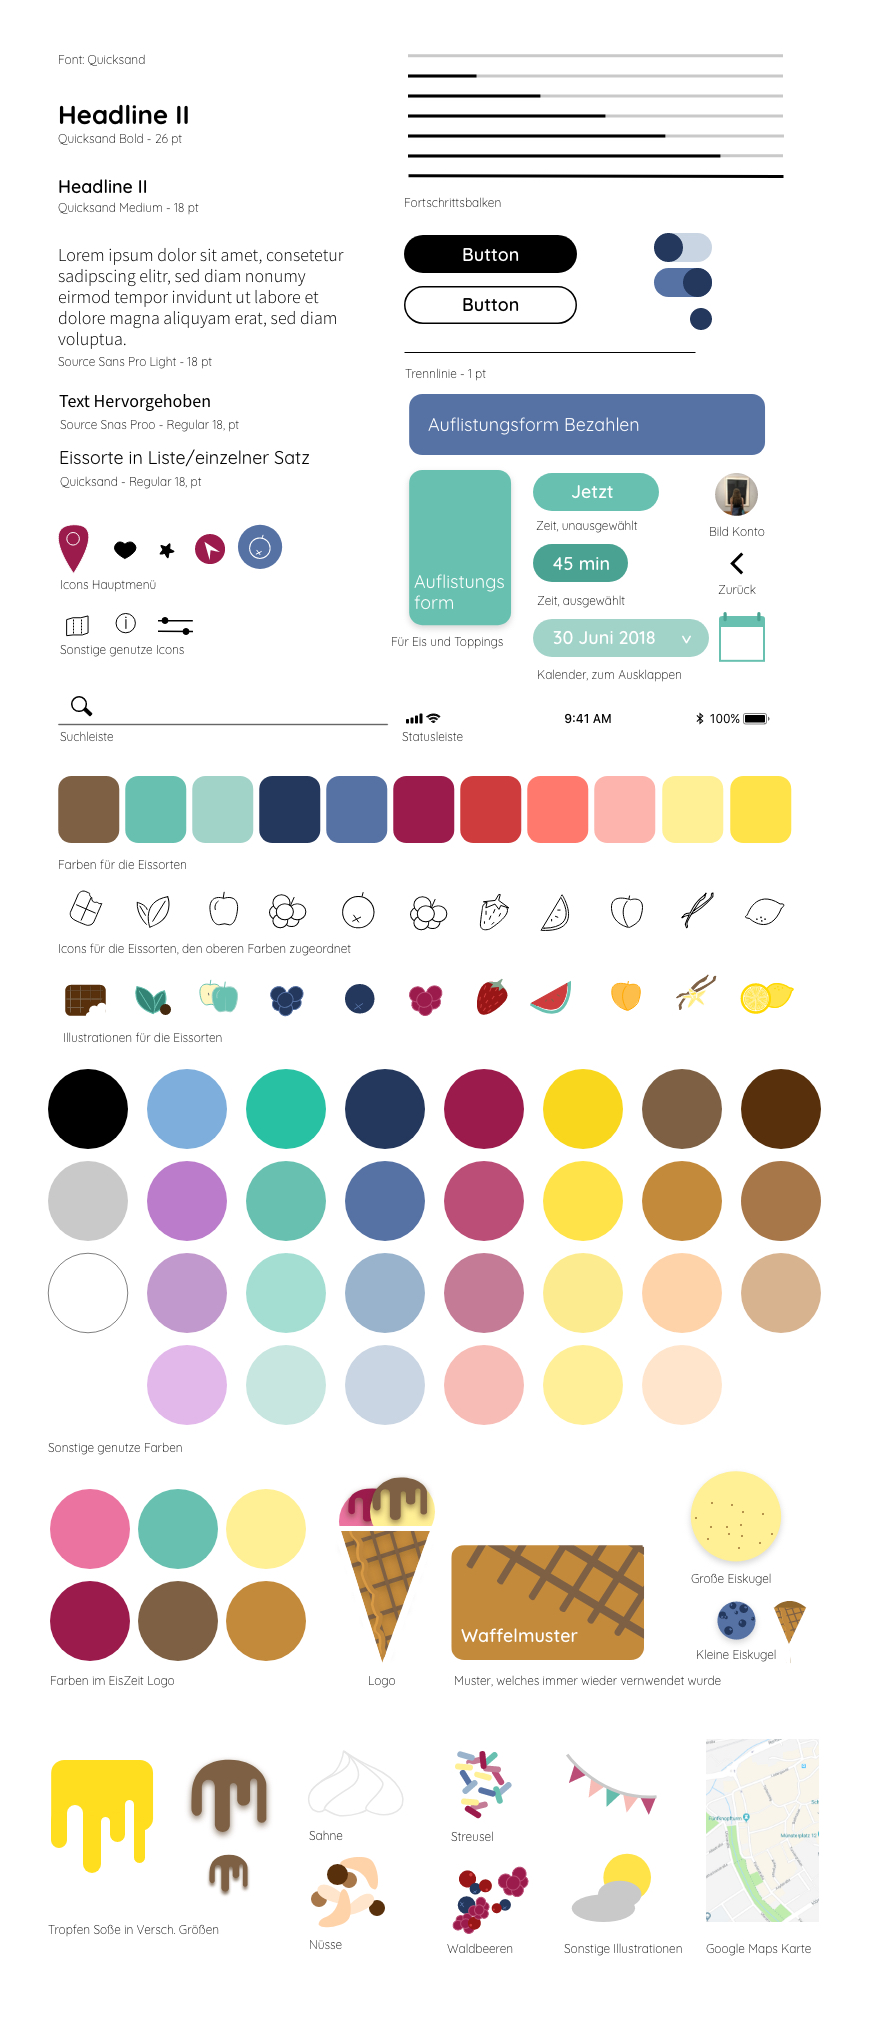 Font: Quicksand
Headline II
Quicksand Bold - 26 pt
Headline II
Quicksand Medium - 18 pt
Lorem ipsum dolor sit amet, consetetur
sadipscing elitr, sed diam nonumy
eirmod tempor invidunt ut labore et
dolore magna aliquyam erat, sed diam
voluptua.
Source Sans Pro Light - 18 pt
Text Hervorgehoben
Source Snas Proo - Regular 18, pt
Eissorte in Liste/einzelner Satz
Quicksand - Regular 18, pt
Icons Hauptmenü
Sonstige genutze Icons
Suchleiste
Fortschrittsbalken
Button
Button
Trennlinie - 1 pt
Auflistungsform Bezahlen
Auflistungs
form
Für Eis und Toppings
Jetzt
Zeit, unausgewählt
45 min
Zeit, ausgewählt
30 Juni 2018
Kalender, zum Ausklappen
Bild Konto
Zurück
9:41 AM
100%
Statusleiste
Farben für die Eissorten
Icons für die Eissorten, den oberen Farben zugeordnet
Illustrationen für die Eissorten
Sonstige genutze Farben
Farben im EisZeit Logo
Logo
Waffelmuster
Muster, welches immer wieder vernwendet wurde
Große Eiskugel
Kleine Eiskugel
Tropfen Soße in Versch. Größen
Sahne
Nüsse
Streusel
Waldbeeren
Sonstige Illustrationen
Google Maps Karte